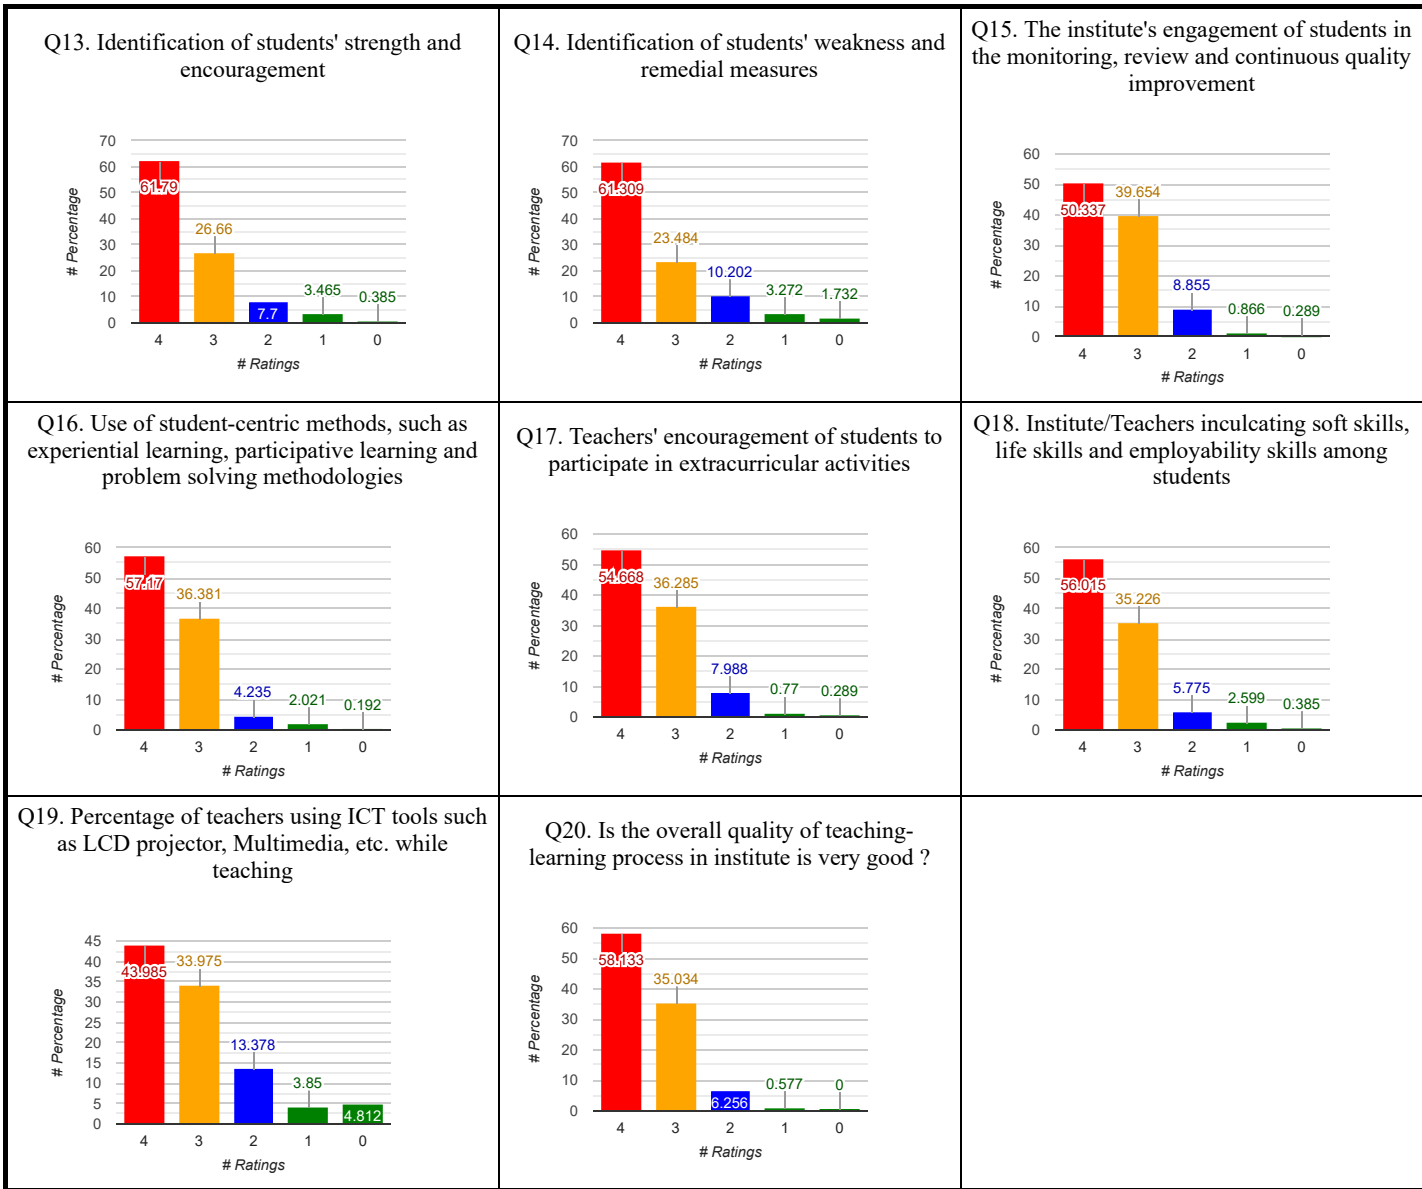 Q13. Identification of students' strength and
encouragement
# Percentage
70
60
50
40
30
20
10
0
61.79
26.66
7.7
3.465
0.385
4 3 2 1 0
# Ratings
Q14. Identification of students' weakness and
remedial measures
# Percentage
70
60
50
40
30
20
10
0
61.309
23.484
10.202
3.272
1.732
4 3 2 1 0
# Ratings
Q15. The institute's engagement of students in
the monitoring, review and continuous quality
improvement
# Percentage
60
50
40
30
20
10
0
50.337
39.654
8.855
0.866
0.289
4 3 2 1 0
# Ratings
Q16. Use of student-centric methods, such as
experiential learning, participative learning and
problem solving methodologies
# Percentage
60
50
40
30
20
10
0
57.17
36.381
4.235
2.021
0.192
4 3 2 1 0
# Ratings
Q17. Teachers' encouragement of students to
participate in extracurricular activities
# Percentage
60
50
40
30
20
10
0
54.668
36.285
7.988
0.77
0.289
4 3 2 1 0
# Ratings
Q18. Institute/Teachers inculcating soft skills,
life skills and employability skills among
students
# Percentage
60
50
40
30
20
10
0
56.015
35.226
5.775
2.599
0.385
4 3 2 1 0
# Ratings
Q19. Percentage of teachers using ICT tools such
as LCD projector, Multimedia, etc. while
teaching
# Percentage
45
40
35
30
25
20
15
10
5
0
43.985
33.975
13.378
3.85
4.812
4 3 2 1 0
# Ratings
Q20. Is the overall quality of teaching-
learning process in institute is very good ?
# Percentage
60
50
40
30
20
10
0
58.133
35.034
6.256
0.577
0
4 3 2 1 0
# Ratings